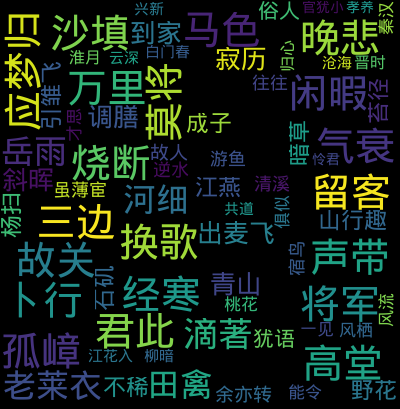 兴新
俗人
宫犹小
孝养
秦汉
应梦归
沙填
到家
马色
晚悲
淮月
云深
白门春
寂历
归心
沧海
晋时
引雏飞
万里
莫将
往往
闲暇
苔径
才思
调膳
成子
暗草
气衰
岳雨
烧断
故人
游鱼
怜君
斜晖
逆水
虽薄宦
河细
江燕
清溪
留客
杨扫
三边
共道
俱似
山行趣
换歌
出麦飞
故关
宿鸟
声带
卜行
石矶
经寒
青山
桃花
将军
风流
君此
滴著
犹语
一见
风栖
孤嶂
江花入
柳暗
高堂
老莱衣
不稀
田禽
余亦转
能令
野花